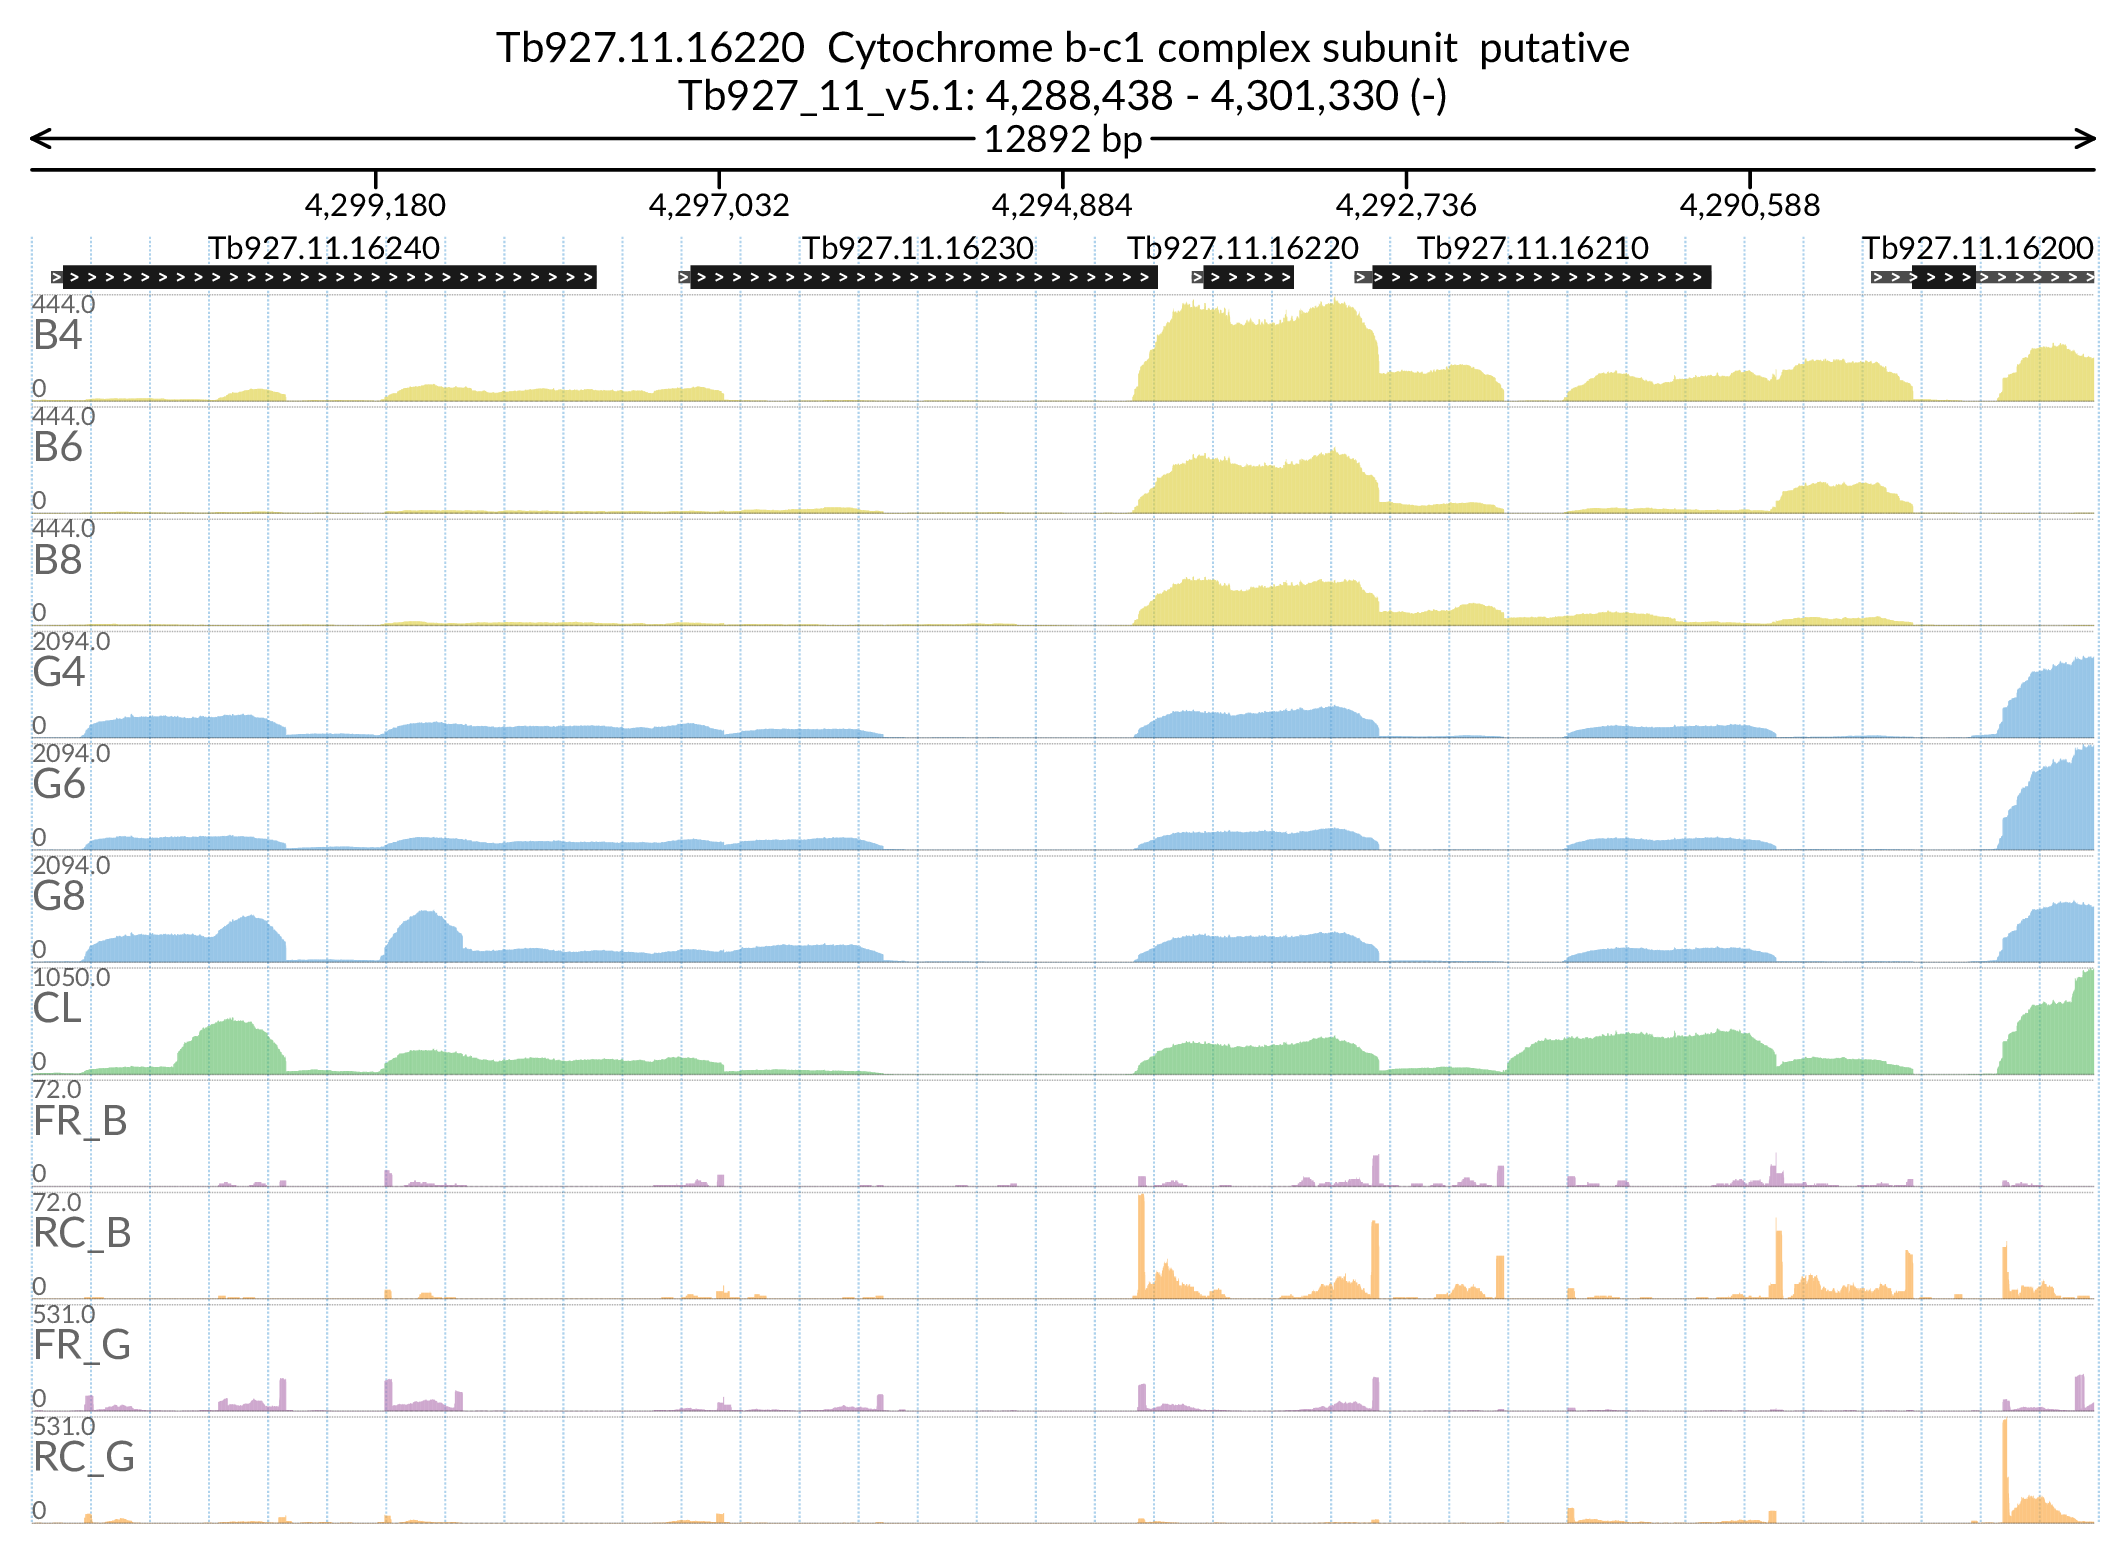 Tb927.11.16220  Cytochrome b-c1 complex subunit  putative
Tb927_11_v5.1: 4,288,438 - 4,301,330 (-)
12892 bp
4,299,180 4,297,032 4,294,884 4,292,736 4,290,588
Tb927.11.16240 Tb927.11.16230 Tb927.11.16220 Tb927.11.16210 Tb927.11.16200
444.0
B4
0
444.0
B6
0
444.0
B8
0
2094.0
G4
0
2094.0
G6
0
2094.0
G8
0
1050.0
CL
0
72.0
FR_B
0
72.0
RC_B
0
531.0
FR_G
0
531.0
RC_G
0